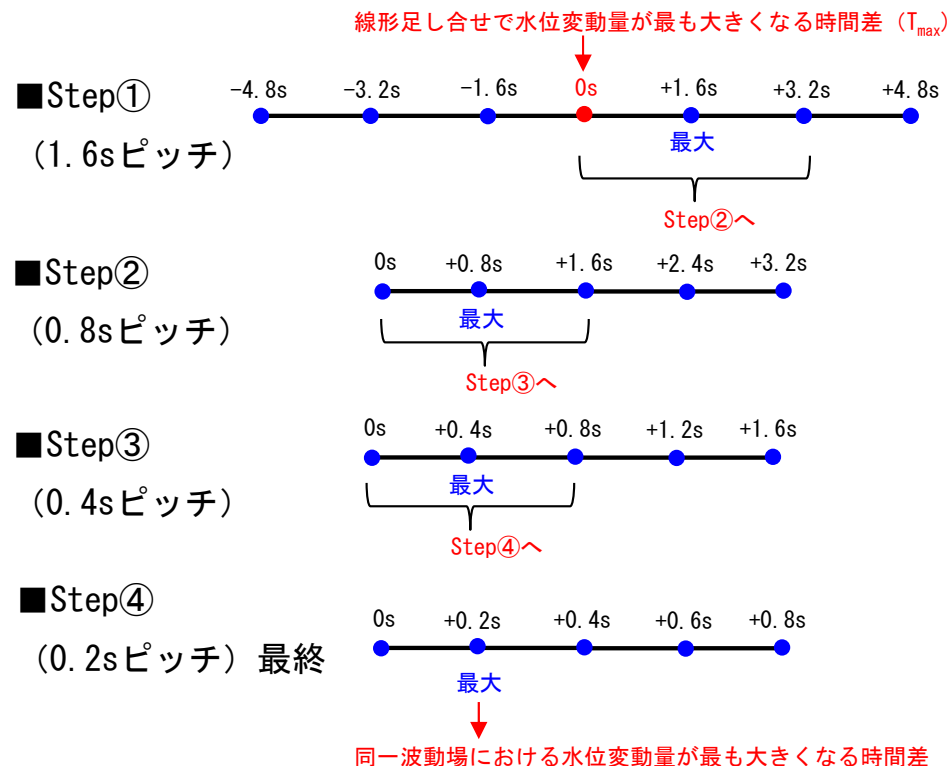 線形足し合せで水位変動量が最も大きくなる時間差（Tmax）
■Step①
-4.8s -3.2s -1.6s 0s +1.6s +3.2s +4.8s
（1.6sピッチ）
最大
Step②へ
■Step②
0s +0.8s +1.6s +2.4s +3.2s
（0.8sピッチ）
最大
Step③へ
■Step③
0s +0.4s +0.8s +1.2s +1.6s
（0.4sピッチ）
最大
Step④へ
■Step④
0s +0.2s +0.4s +0.6s +0.8s
（0.2sピッチ）最終
最大
同一波動場における水位変動量が最も大きくなる時間差